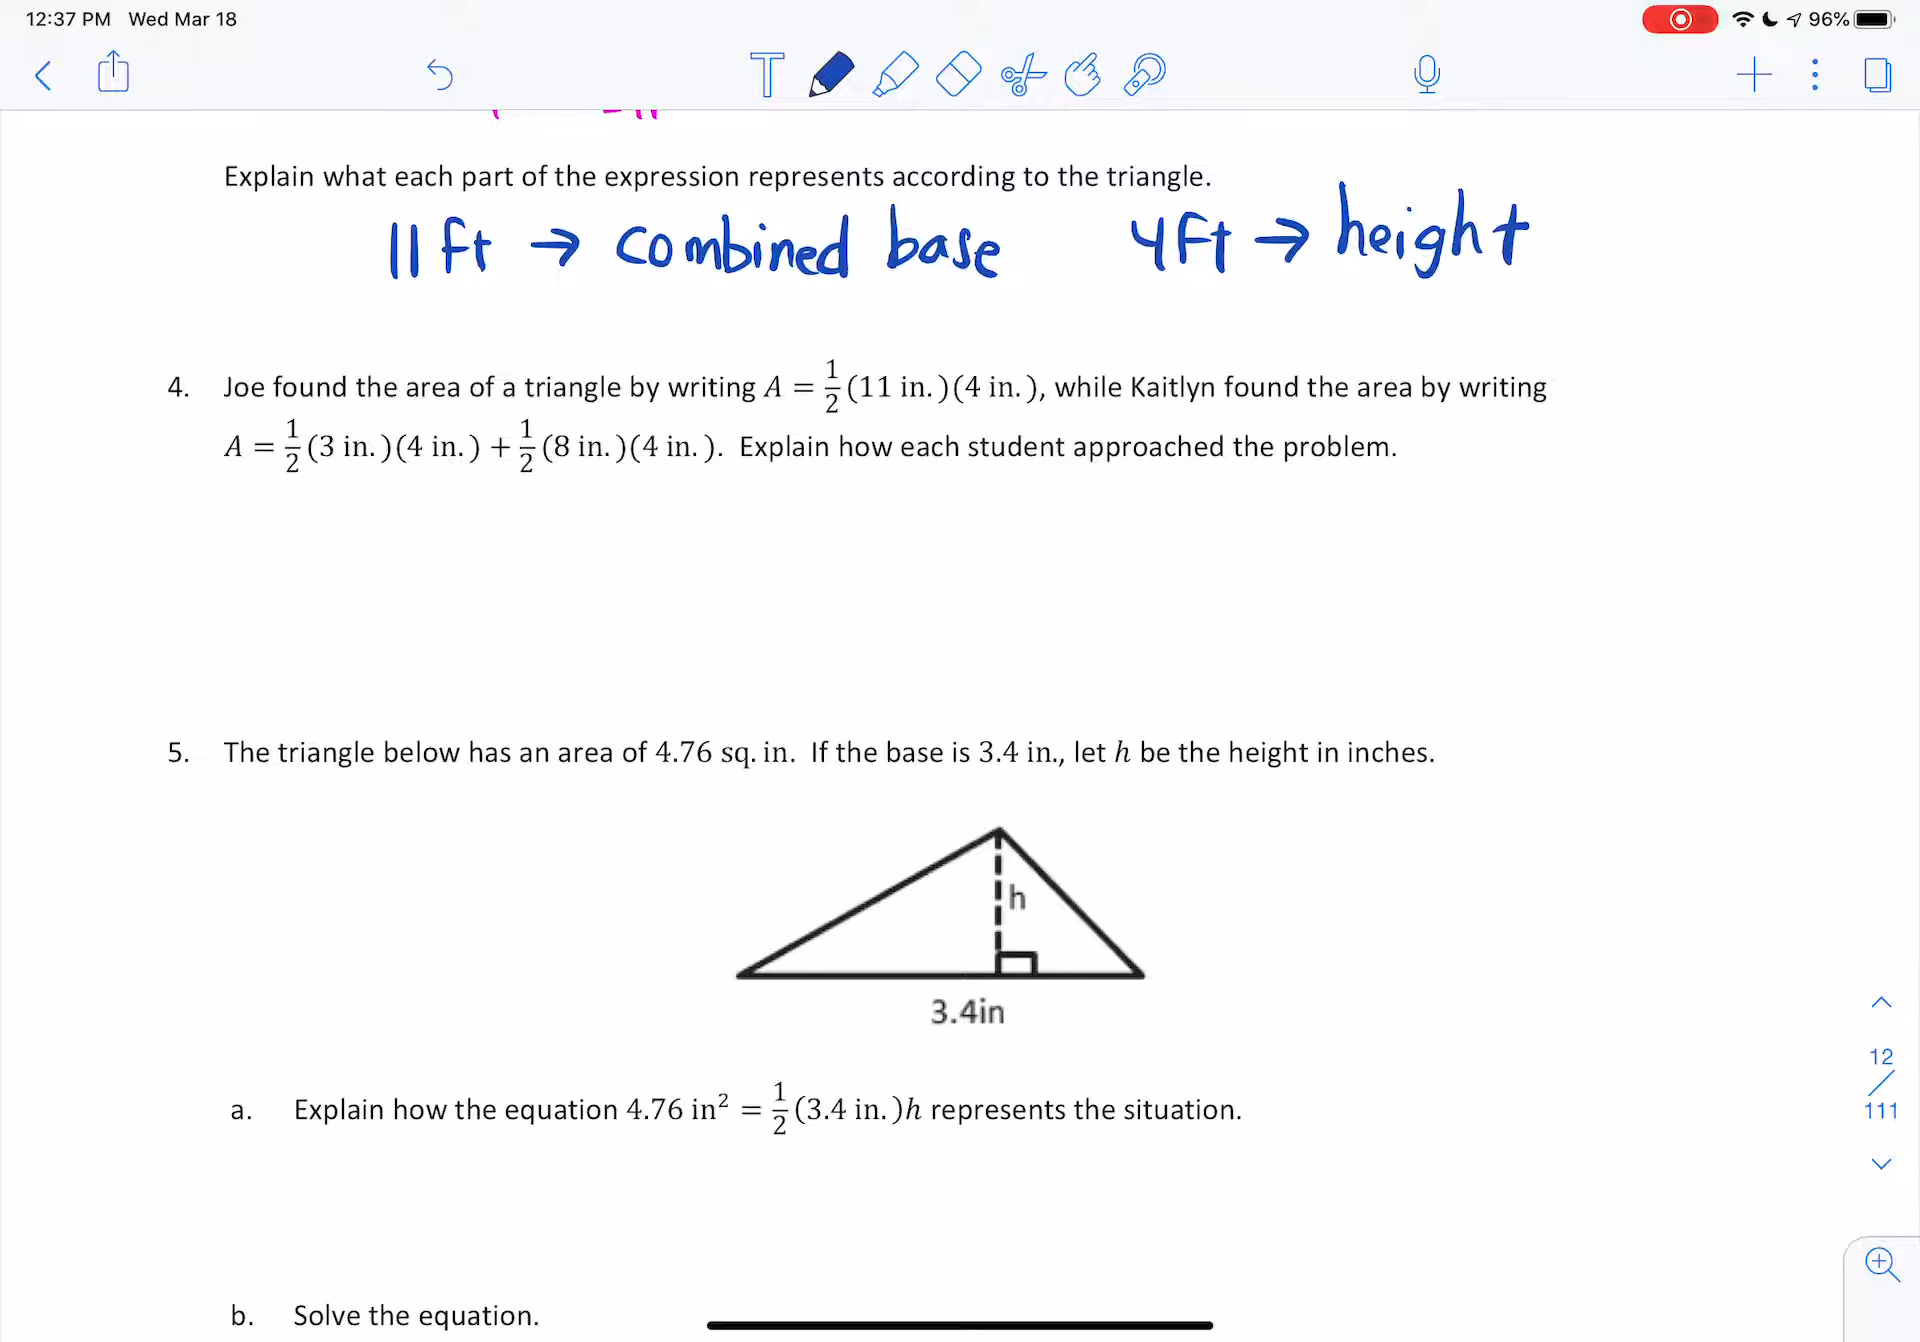 12:37 PM Wed Mar 18
96%
T
Explain what each part of the expression represents according to the triangle.
11 ft → combined base 4 ft → height
4. Joe found the area of a triangle by writing A = 1/2 (11 in.)(4 in.), while Kaitlyn found the area by writing
A = 1/2 (3 in.)(4 in.) + 1/2 (8 in.)(4 in.). Explain how each student approached the problem.
5. The triangle below has an area of 4.76 sq. in. If the base is 3.4 in., let h be the height in inches.
h
3.4in
12
/
111
a. Explain how the equation 4.76 in² = 1/2 (3.4 in.)h represents the situation.
b. Solve the equation.